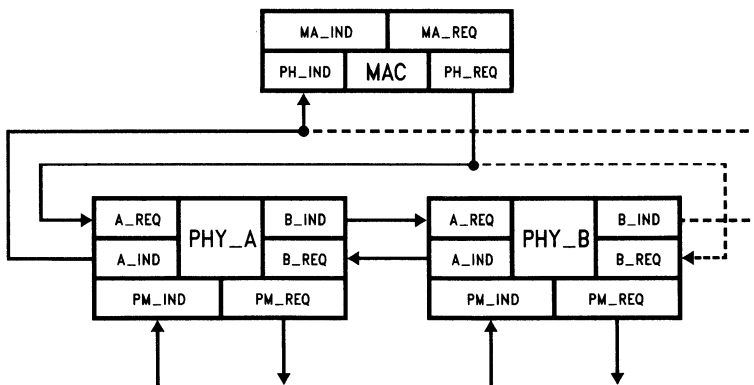 MA_IND MA_REQ
PH_IND MAC PH_REQ
A_REQ PHY_A B_IND
A_IND B_REQ
PM_IND PM_REQ
A_REQ PHY_B B_IND
A_IND B_REQ
PM_IND PM_REQ